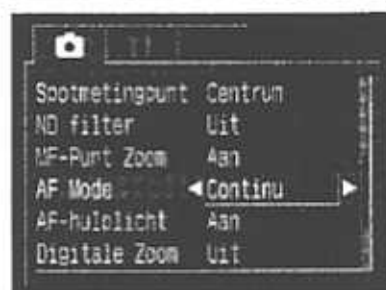 Spotmetingpunt Centrum
ND filter Uit
MF-Punt Zoom Aan
AF Mode Continu
AF-hulplicht Aan
Digitale Zoom Uit